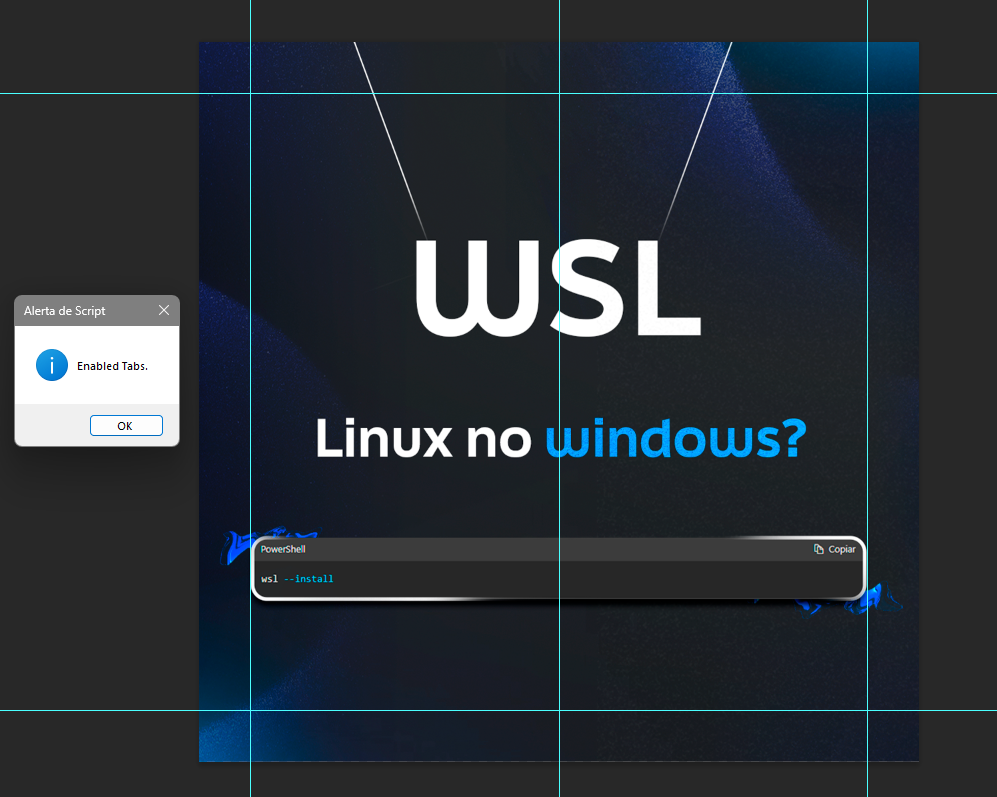 WSL
Linux no windows?
Alerta de Script
Enabled Tabs.
OK
PowerShell
Copiar
wsl --install